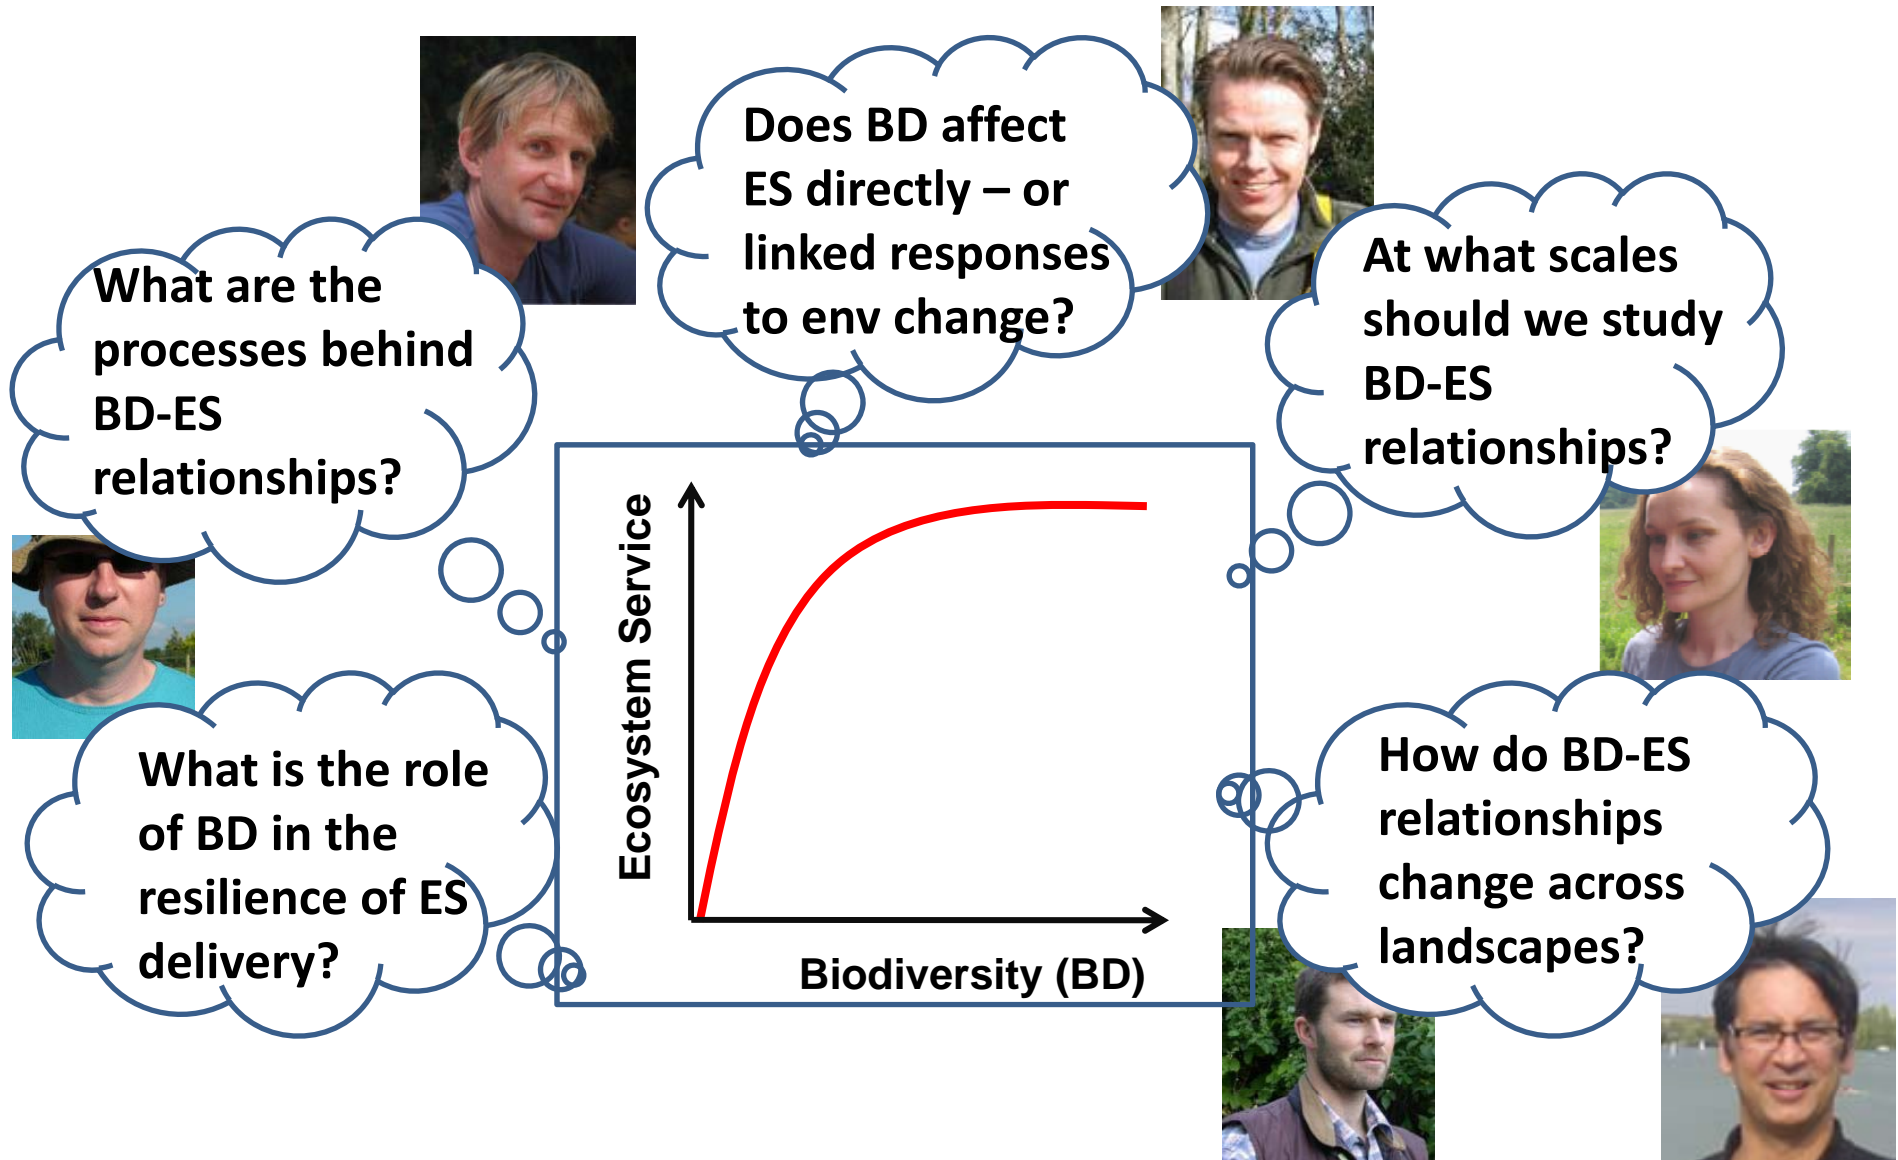 Does BD affect
ES directly – or
linked responses
to env change?
What are the
processes behind
BD-ES
relationships?
At what scales
should we study
BD-ES
relationships?
Ecosystem Service
Biodiversity (BD)
What is the role
of BD in the
resilience of ES
delivery?
How do BD-ES
relationships
change across
landscapes?